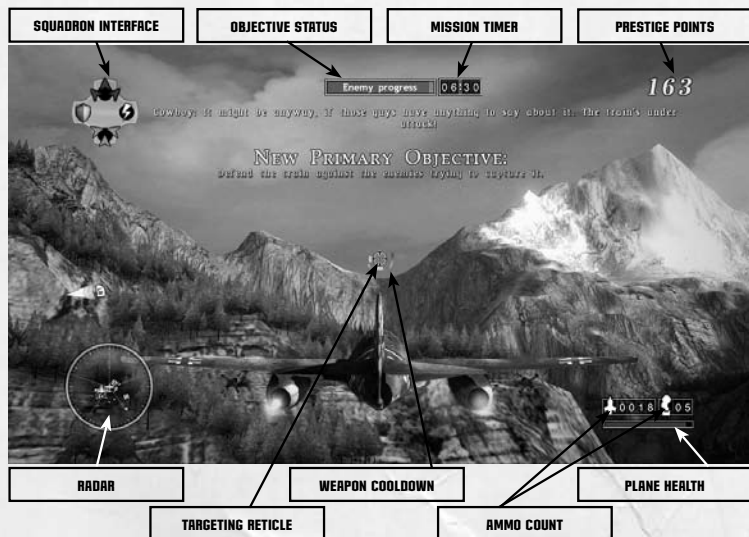 SQUADRON INTERFACE
OBJECTIVE STATUS
MISSION TIMER
PRESTIGE POINTS
Enemy progress
06:30
163
Cowboy: It might be anyway, if those guys have anything to say about it. The train's under
attack!
NEW PRIMARY OBJECTIVE:
Defend the train against the enemies trying to capture it.
3
0018
05
RADAR
WEAPON COOLDOWN
PLANE HEALTH
TARGETING RETICLE
AMMO COUNT